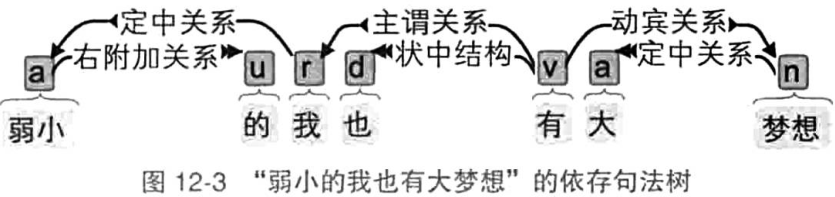 定中关系 主谓关系 动宾关系
右附加关系 状中结构 定中关系
a u r d v a n
弱小 的 我 也 有 大 梦想
图 12-3 “弱小的我也有大梦想”的依存句法树